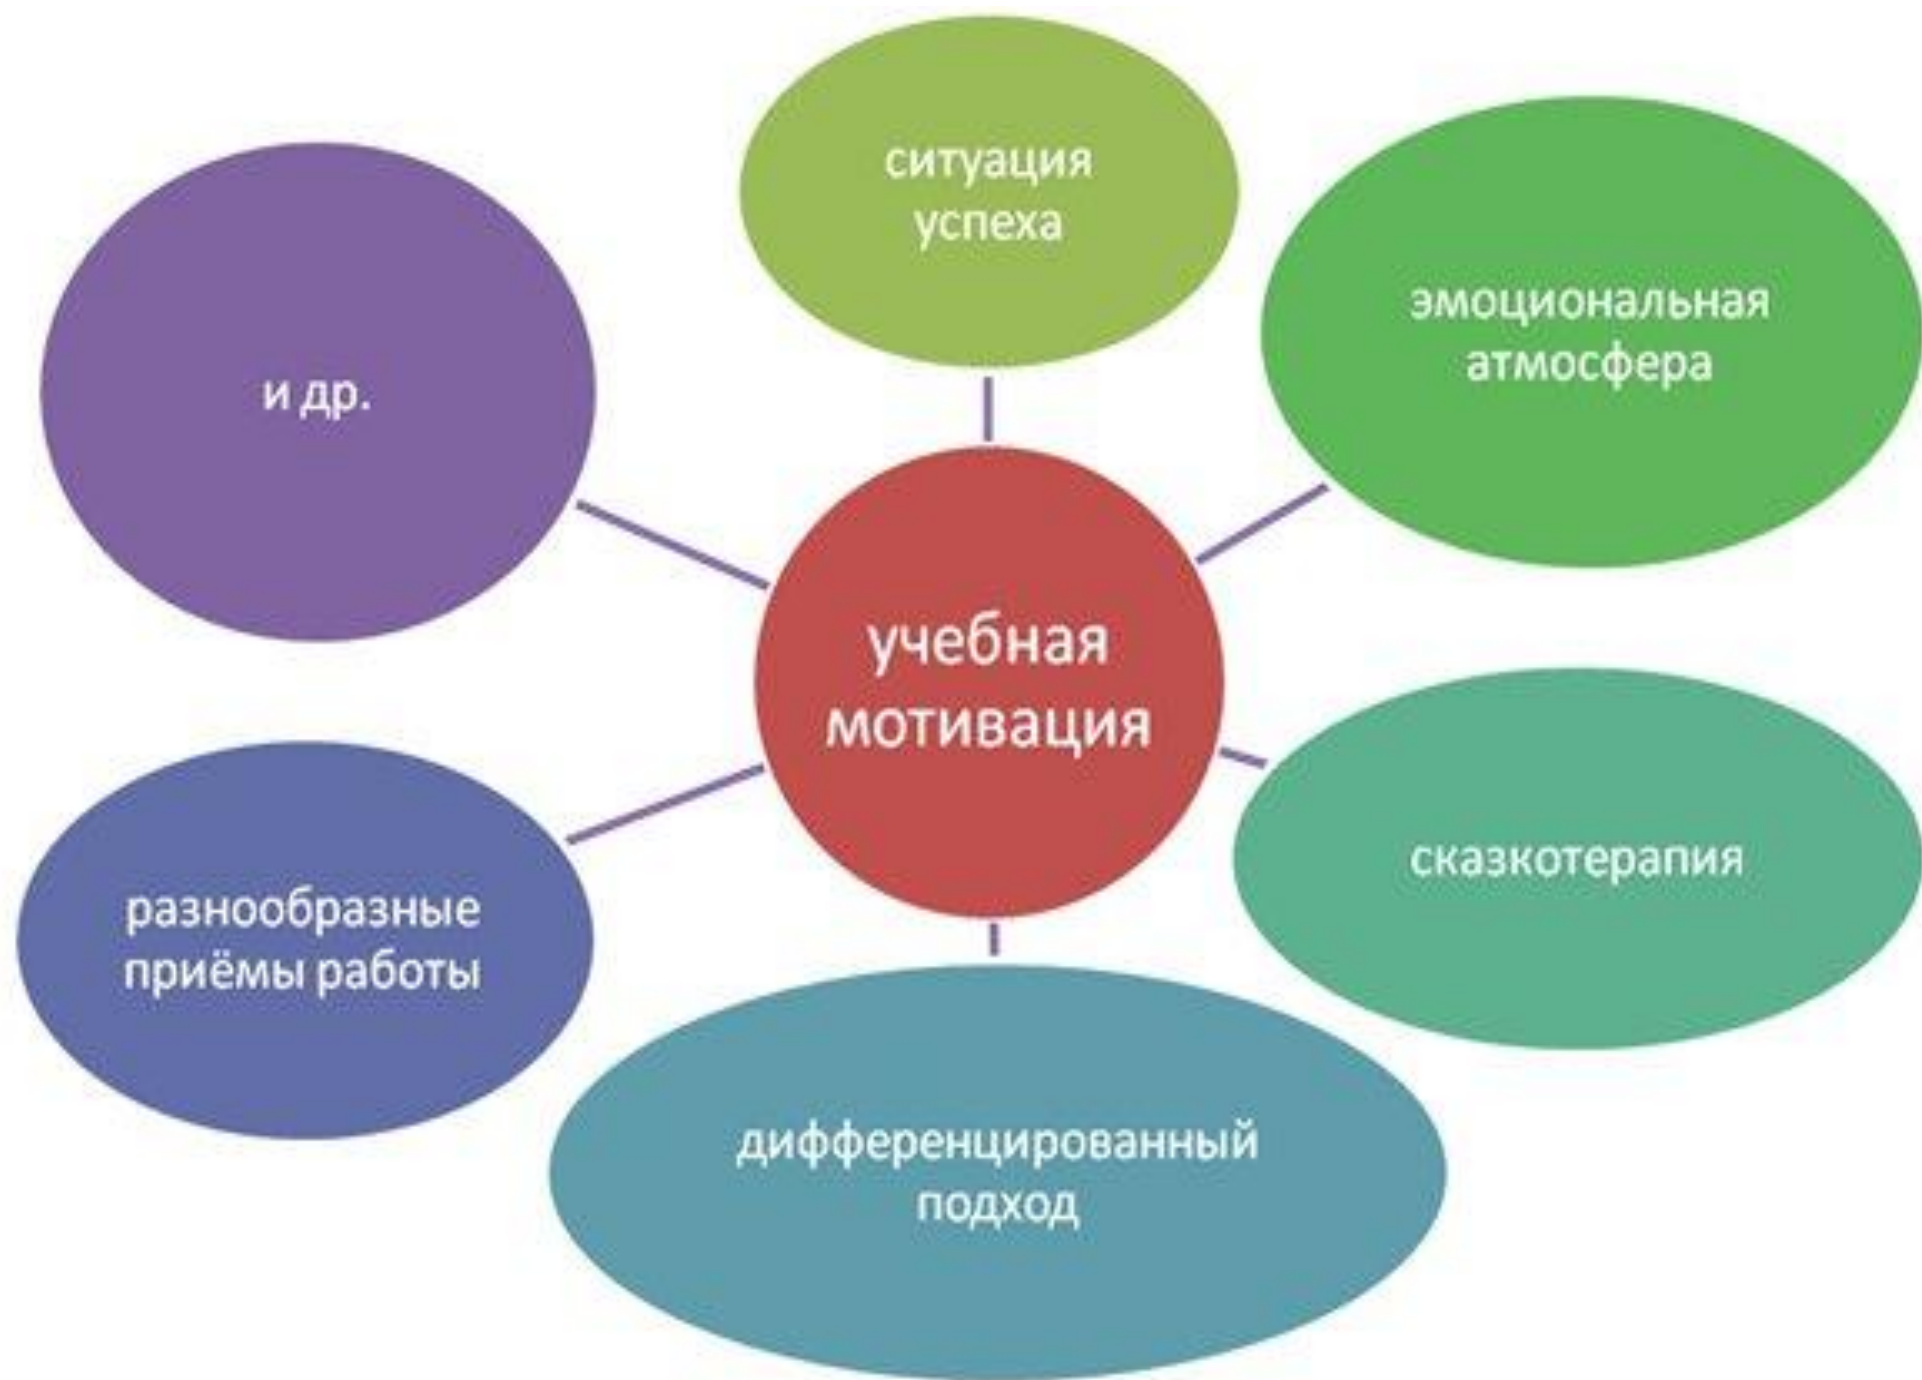 ситуация
успеха
эмоциональная
атмосфера
и др.
учебная
мотивация
сказкотерапия
разнообразные
приёмы работы
дифференцированный
подход